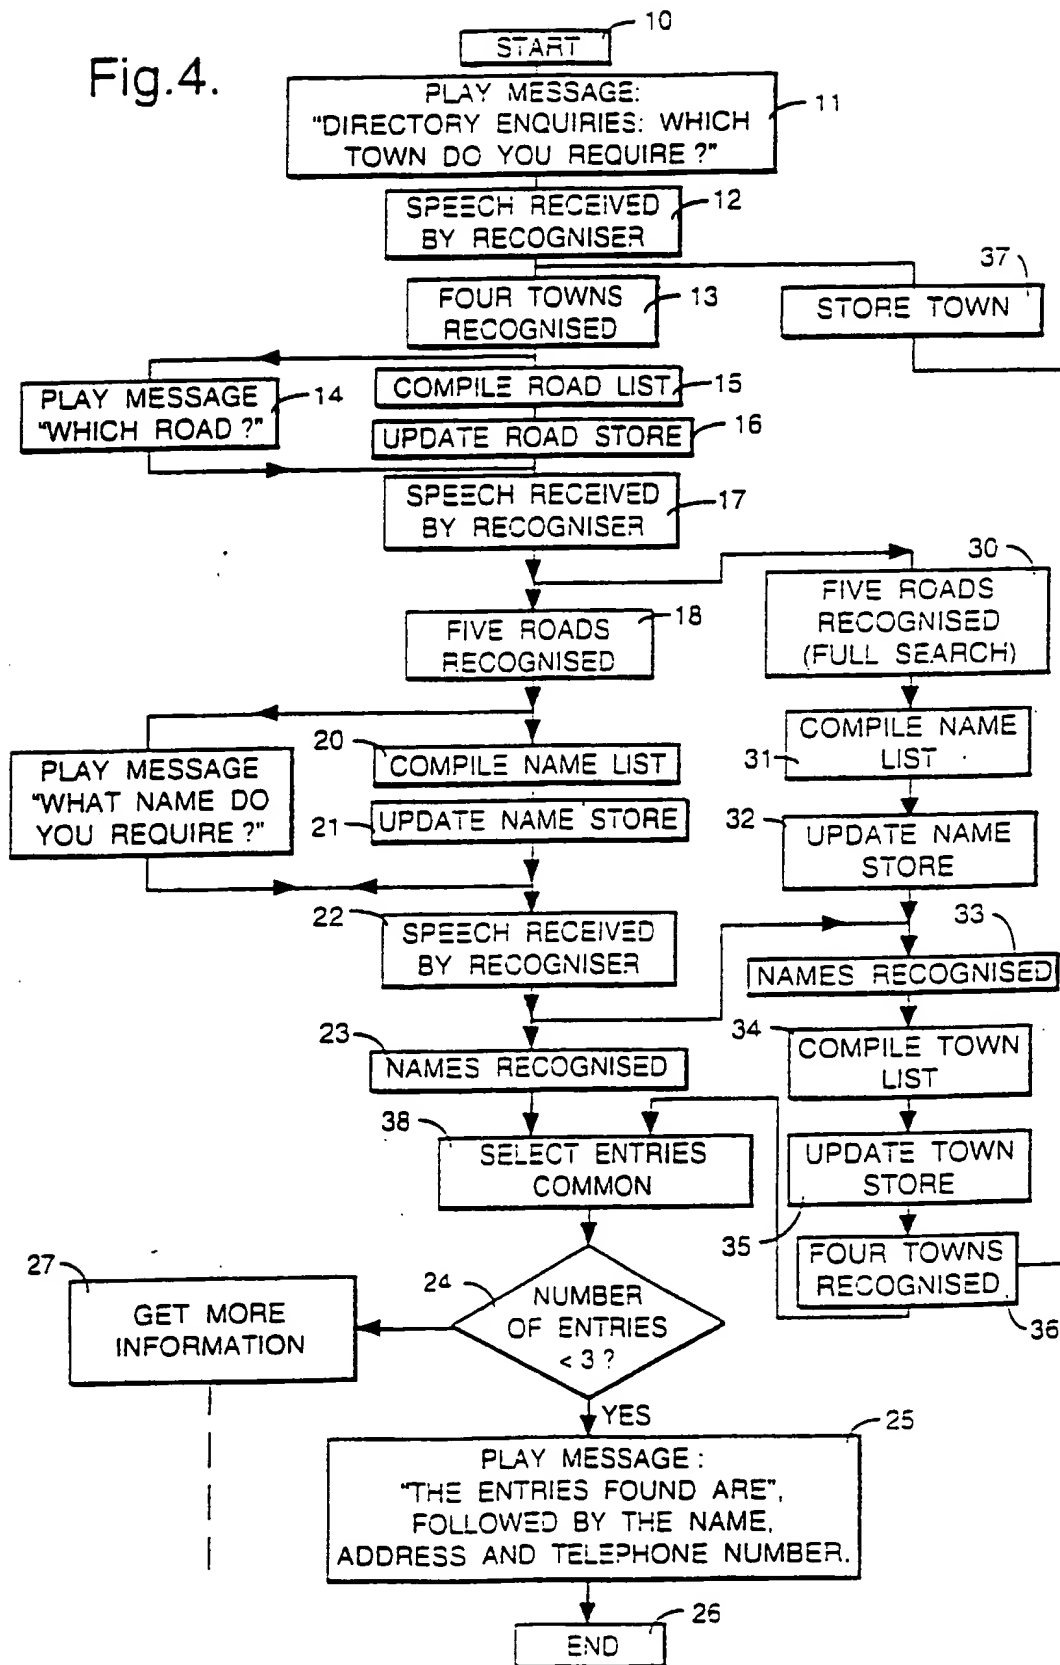 Fig.4.
10
START
PLAY MESSAGE:
"DIRECTORY ENQUIRIES: WHICH
TOWN DO YOU REQUIRE?"
11
SPEECH RECEIVED
BY RECOGNISER
12
FOUR TOWNS
RECOGNISED
13
37
STORE TOWN
PLAY MESSAGE
"WHICH ROAD?"
14
COMPILE ROAD LIST
15
UPDATE ROAD STORE
16
SPEECH RECEIVED
BY RECOGNISER
17
30
FIVE ROADS
RECOGNISED
(FULL SEARCH)
FIVE ROADS
RECOGNISED
18
COMPILE NAME
LIST
31
20
COMPILE NAME LIST
PLAY MESSAGE
"WHAT NAME DO
YOU REQUIRE?"
21
UPDATE NAME STORE
32
UPDATE NAME
STORE
22
SPEECH RECEIVED
BY RECOGNISER
33
NAMES RECOGNISED
23
NAMES RECOGNISED
34
COMPILE TOWN
LIST
38
SELECT ENTRIES
COMMON
UPDATE TOWN
STORE
35
FOUR TOWNS
RECOGNISED
36
27
GET MORE
INFORMATION
24
NUMBER
OF ENTRIES
< 3 ?
YES
25
PLAY MESSAGE :
"THE ENTRIES FOUND ARE",
FOLLOWED BY THE NAME,
ADDRESS AND TELEPHONE NUMBER.
26
END